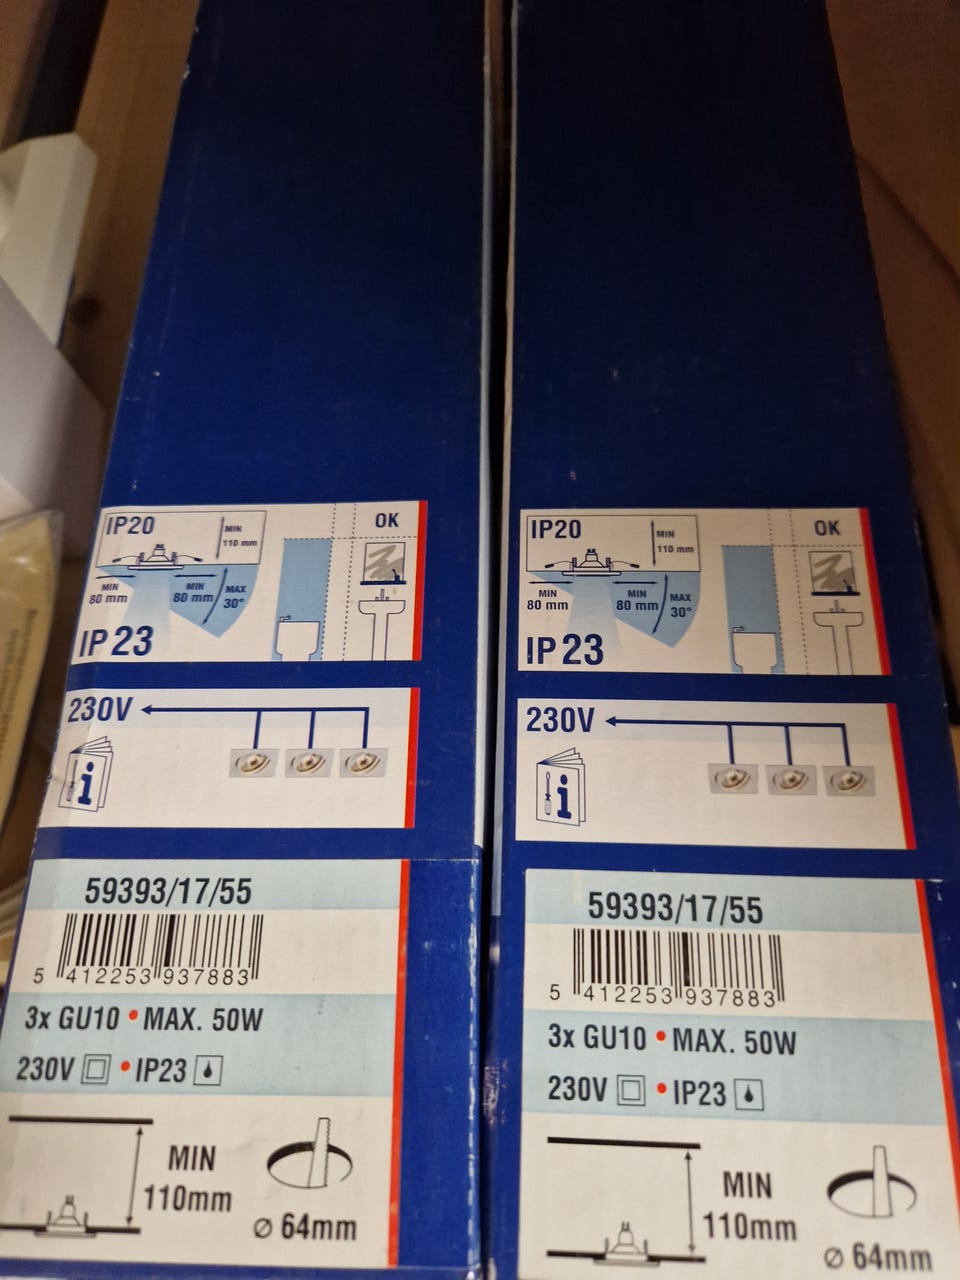 IP20
MIN
110 mm
OK
MIN
80 mm
MIN
80 mm
MAX
30°
IP23
230V
i
59393/17/55
5 412253 937883
3x GU10 • MAX. 50W
230V • IP23
MIN
110mm
Ø 64mm
IP20
MIN
110 mm
OK
MIN
80 mm
MIN
80 mm
MAX
30°
IP23
230V
i
59393/17/55
5 412253 937883
3x GU10 • MAX. 50W
230V • IP23
MIN
110mm
Ø 64mm